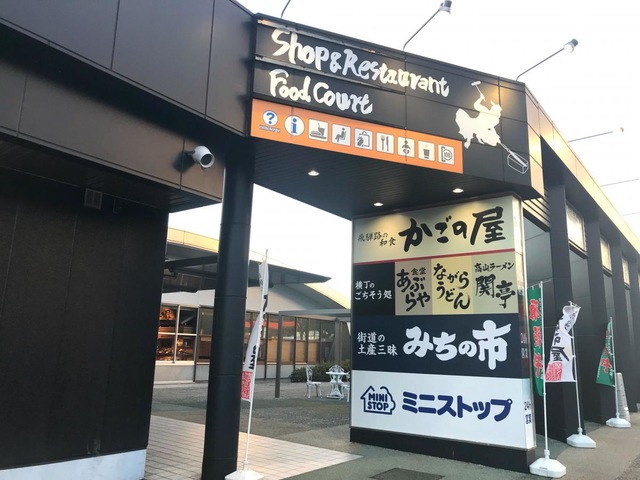 Shop&Restaurant
Food Court
?
i
飛騨路の
和食
かごの屋
横丁の
ごちそう処
食堂
あぶらや
ながら
うどん
高山ラーメン
関亭
街道の
土産三昧
みちの市
MINI
STOP
ミニストップ